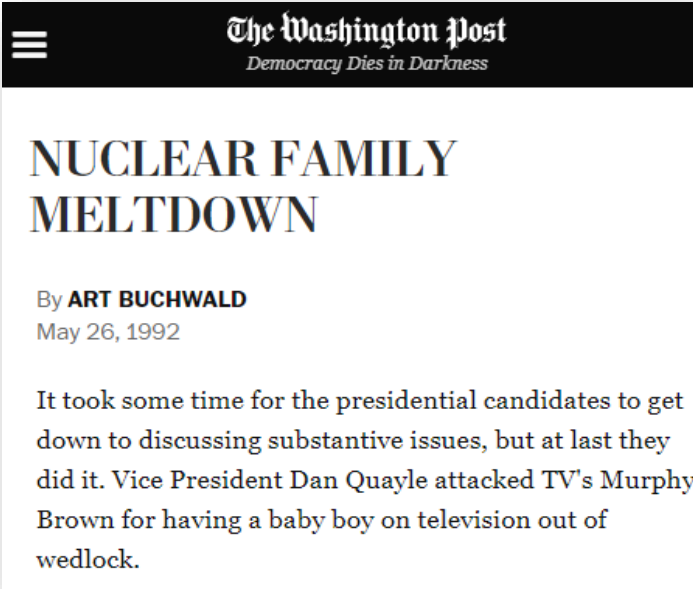 The Washington Post
Democracy Dies in Darkness
NUCLEAR FAMILY
MELTDOWN
By ART BUCHWALD
May 26, 1992
It took some time for the presidential candidates to get
down to discussing substantive issues, but at last they
did it. Vice President Dan Quayle attacked TV's Murphy
Brown for having a baby boy on television out of
wedlock.